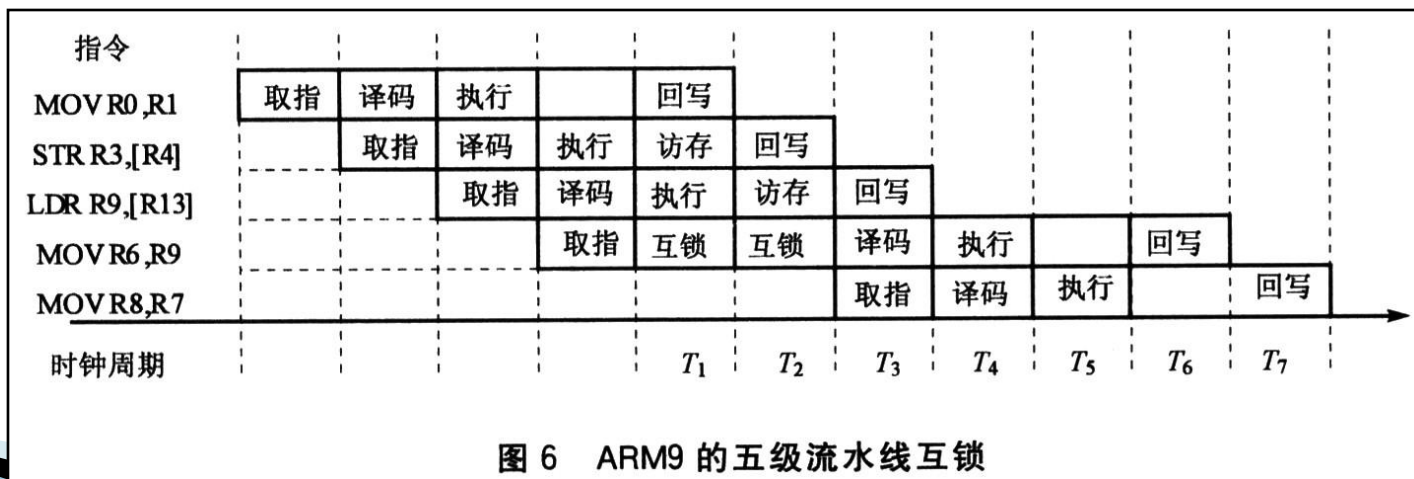 指令
MOV R0,R1 取指 译码 执行 回写
STR R3,[R4] 取指 译码 执行 访存 回写
LDR R9,[R13] 取指 译码 执行 访存 回写
MOV R6,R9 取指 互锁 互锁 译码 执行 回写
MOV R8,R7 取指 译码 执行 回写
时钟周期 T1 T2 T3 T4 T5 T6 T7
图 6 ARM9 的五级流水线互锁